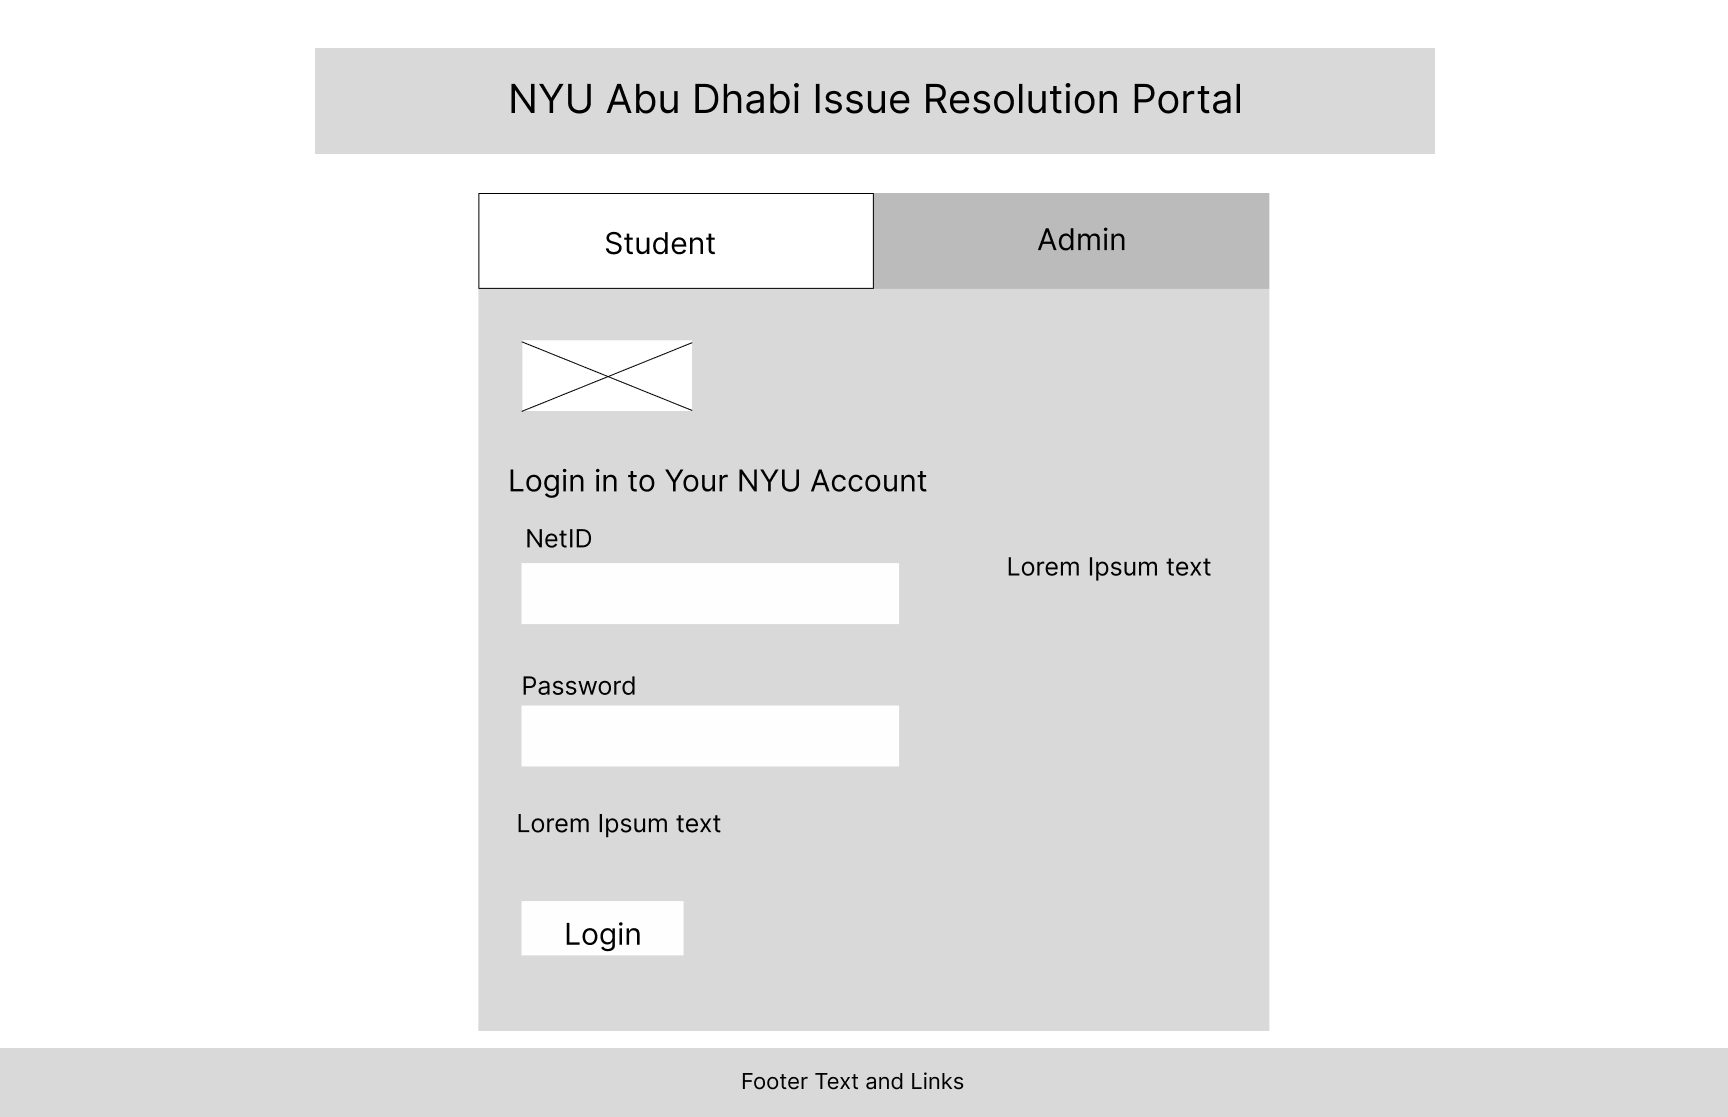 NYU Abu Dhabi Issue Resolution Portal
Student
Admin
Login in to Your NYU Account
NetID
Lorem Ipsum text
Password
Lorem Ipsum text
Login
Footer Text and Links